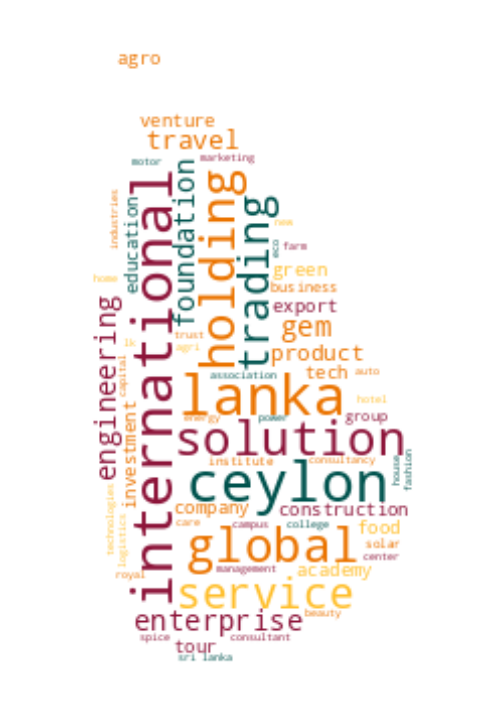 agro
venture
travel
motor
marketing
international
foundation
holding
trading
education
industries
new
eco
farm
green
home
business
engineering
export
gem
trust
lk
agri
product
capital
tech
auto
association
lanka
investment
hotel
energy
power
group
solution
institute
consultancy
house
fashion
ceylon
technologies
logistics
company
construction
care
campus
college
food
global
solar
center
royal
management
academy
service
enterprise
beauty
spice
consultant
tour
sri lanka